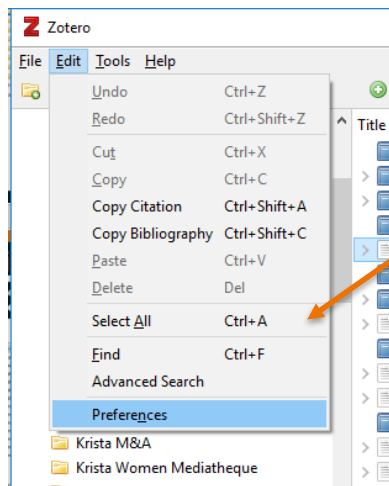 Zotero
File Edit Tools Help
Undo Ctrl+Z
Redo Ctrl+Shift+Z
Title
Cut Ctrl+X
Copy Ctrl+C
Copy Citation Ctrl+Shift+A
Copy Bibliography Ctrl+Shift+C
Paste Ctrl+V
Delete Del
Select All Ctrl+A
Find Ctrl+F
Advanced Search
Preferences
Krista M&A
Krista Women Mediatheque